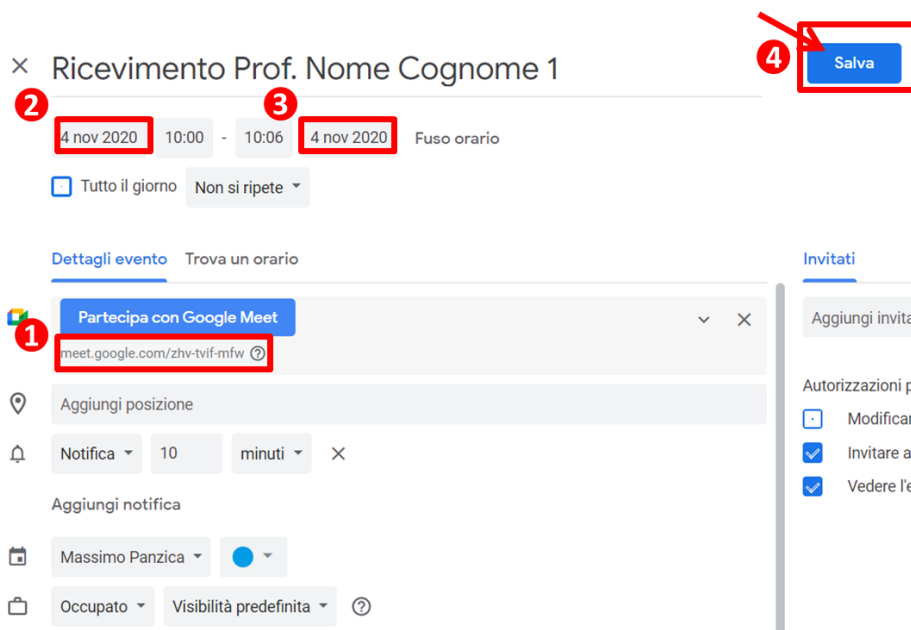 4
Salva
Ricevimento Prof. Nome Cognome 1
2
3
4 nov 2020 10:00 - 10:06 4 nov 2020 Fuso orario
Tutto il giorno Non si ripete
Dettagli evento Trova un orario
Invitati
Partecipa con Google Meet
Aggiungi invita
1
meet.google.com/zhv-tvif-mfw
Autorizzazioni p
Aggiungi posizione
Modificar
Notifica 10 minuti
Invitare a
Vedere l'e
Aggiungi notifica
Massimo Panzica
Occupato Visibilità predefinita